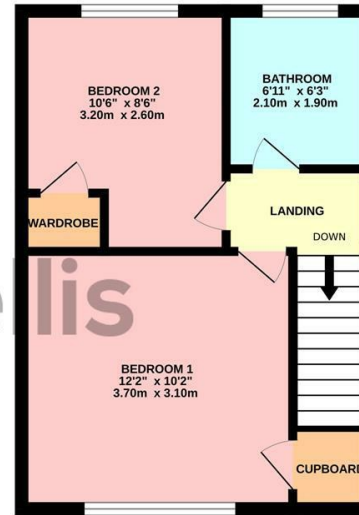 BEDROOM 2
10'6" x 8'6"
3.20m x 2.60m
BATHROOM
6'11" x 6'3"
2.10m x 1.90m
WARDROBE
LANDING
DOWN
ellis
BEDROOM 1
12'2" x 10'2"
3.70m x 3.10m
CUPBOARD